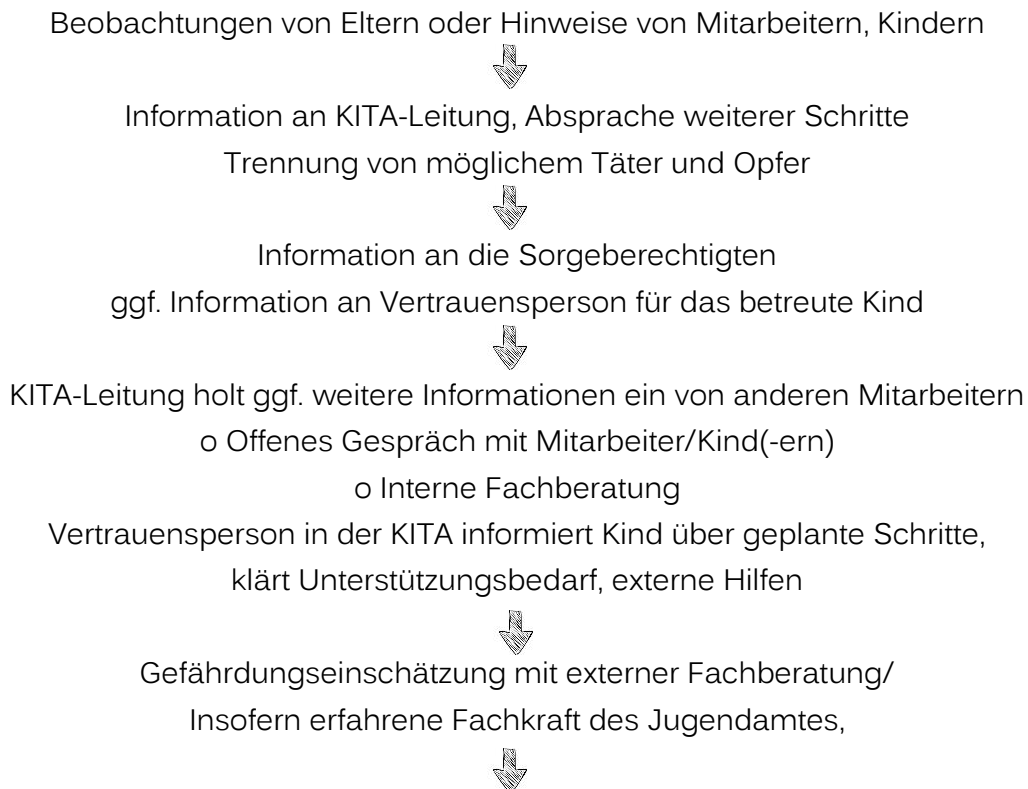 Beobachtungen von Eltern oder Hinweise von Mitarbeitern, Kindern
Information an KITA-Leitung, Absprache weiterer Schritte
Trennung von möglichem Täter und Opfer
Information an die Sorgeberechtigten
ggf. Information an Vertrauensperson für das betreute Kind
KITA-Leitung holt ggf. weitere Informationen ein von anderen Mitarbeitern
o Offenes Gespräch mit Mitarbeiter/Kind(-ern)
o Interne Fachberatung
Vertrauensperson in der KITA informiert Kind über geplante Schritte,
klärt Unterstützungsbedarf, externe Hilfen
Gefährdungseinschätzung mit externer Fachberatung/
Insofern erfahrene Fachkraft des Jugendamtes,